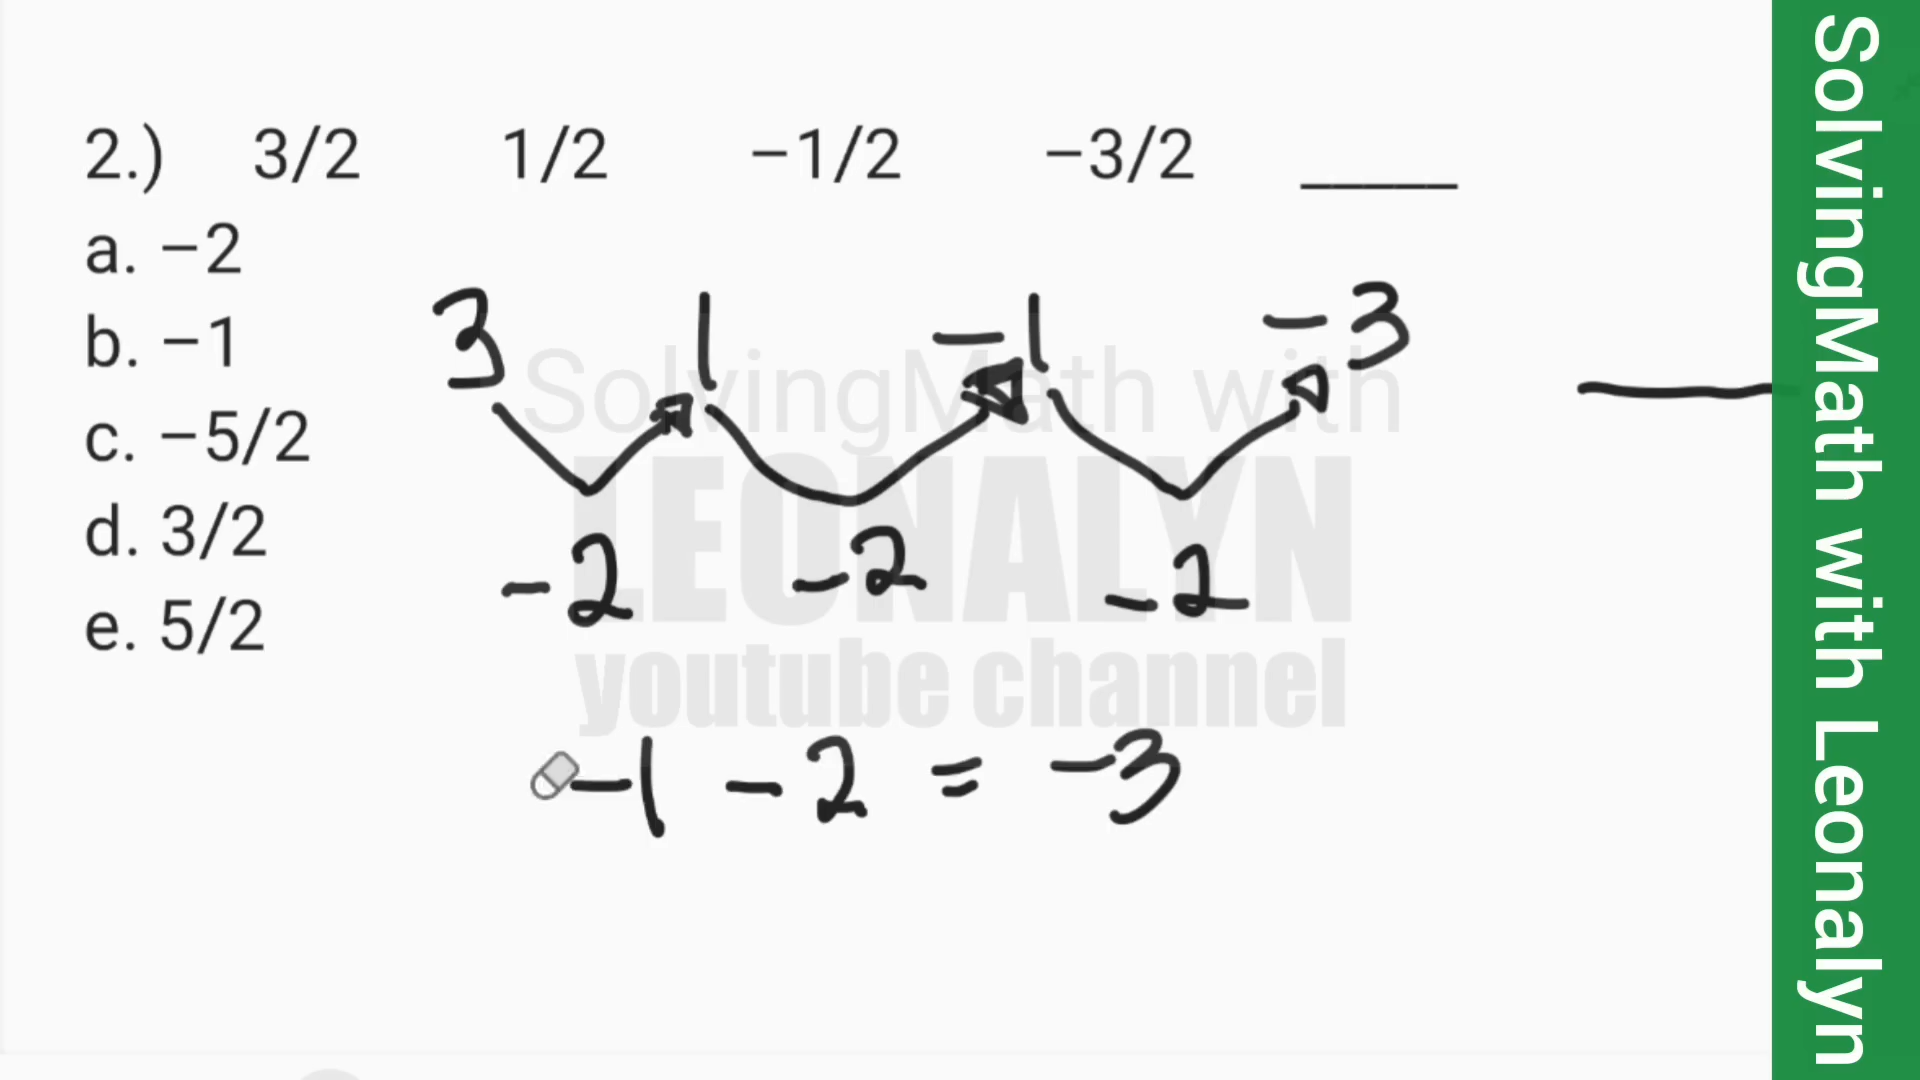 2.) 3/2 1/2 –1/2 –3/2 _____
a. –2
b. –1
c. –5/2
d. 3/2
e. 5/2
3 1 –1 –3
–2 –2 –2
–1 – 2 = –3
SolvingMath with
LEONALYN
youtube channel
SolvingMath with Leonalyn